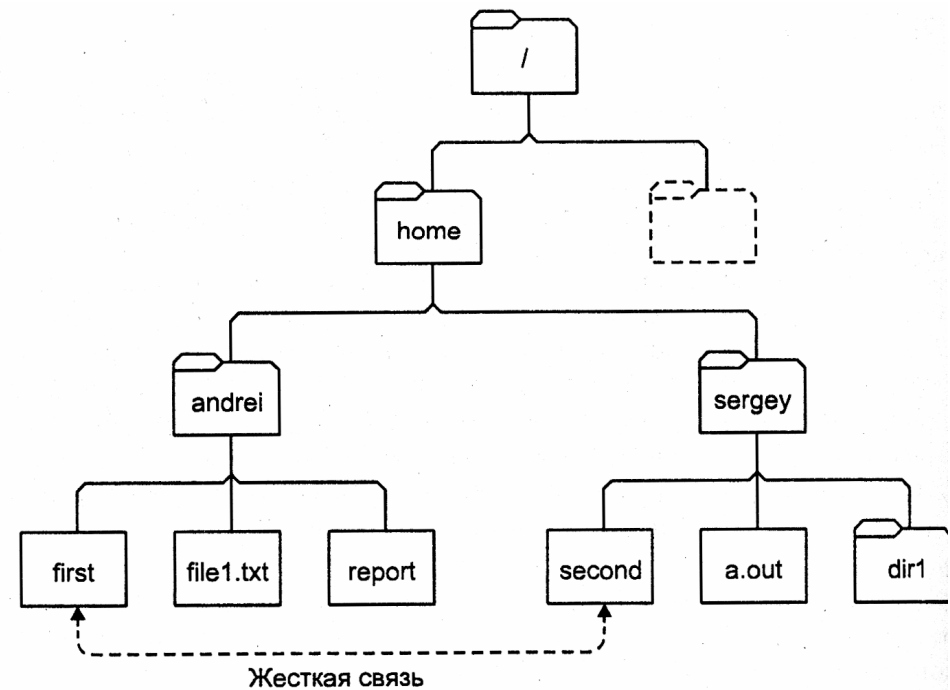 /
home
andrei
sergey
first
file1.txt
report
second
a.out
dir1
Жесткая связь